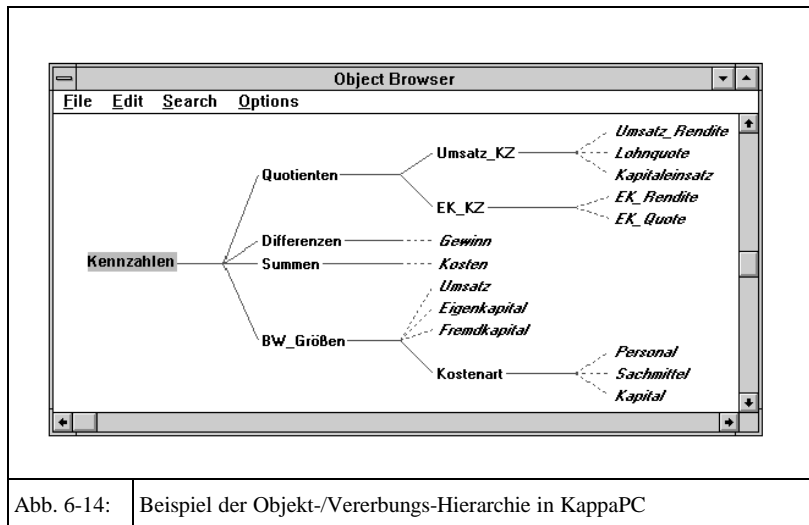 Object Browser
File Edit Search Options
Kennzahlen
Quotienten
Umsatz_KZ
Umsatz_Rendite
Lohnquote
Kapitaleinsatz
EK_KZ
EK_Rendite
EK_Quote
Differenzen
Gewinn
Summen
Kosten
BW_Größen
Umsatz
Eigenkapital
Fremdkapital
Kostenart
Personal
Sachmittel
Kapital
Abb. 6-14: Beispiel der Objekt-/Vererbungs-Hierarchie in KappaPC